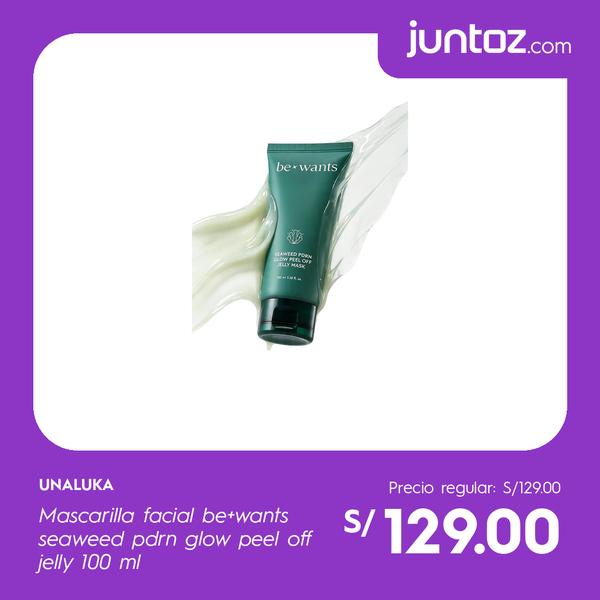 juntoz.com
be+wants
SEAWEED PDRN
GLOW PEEL OFF
JELLY MASK
UNALUKA
Mascarilla facial be+wants
seaweed pdrn glow peel off
jelly 100 ml
Precio regular: S/129.00
S/ 129.00